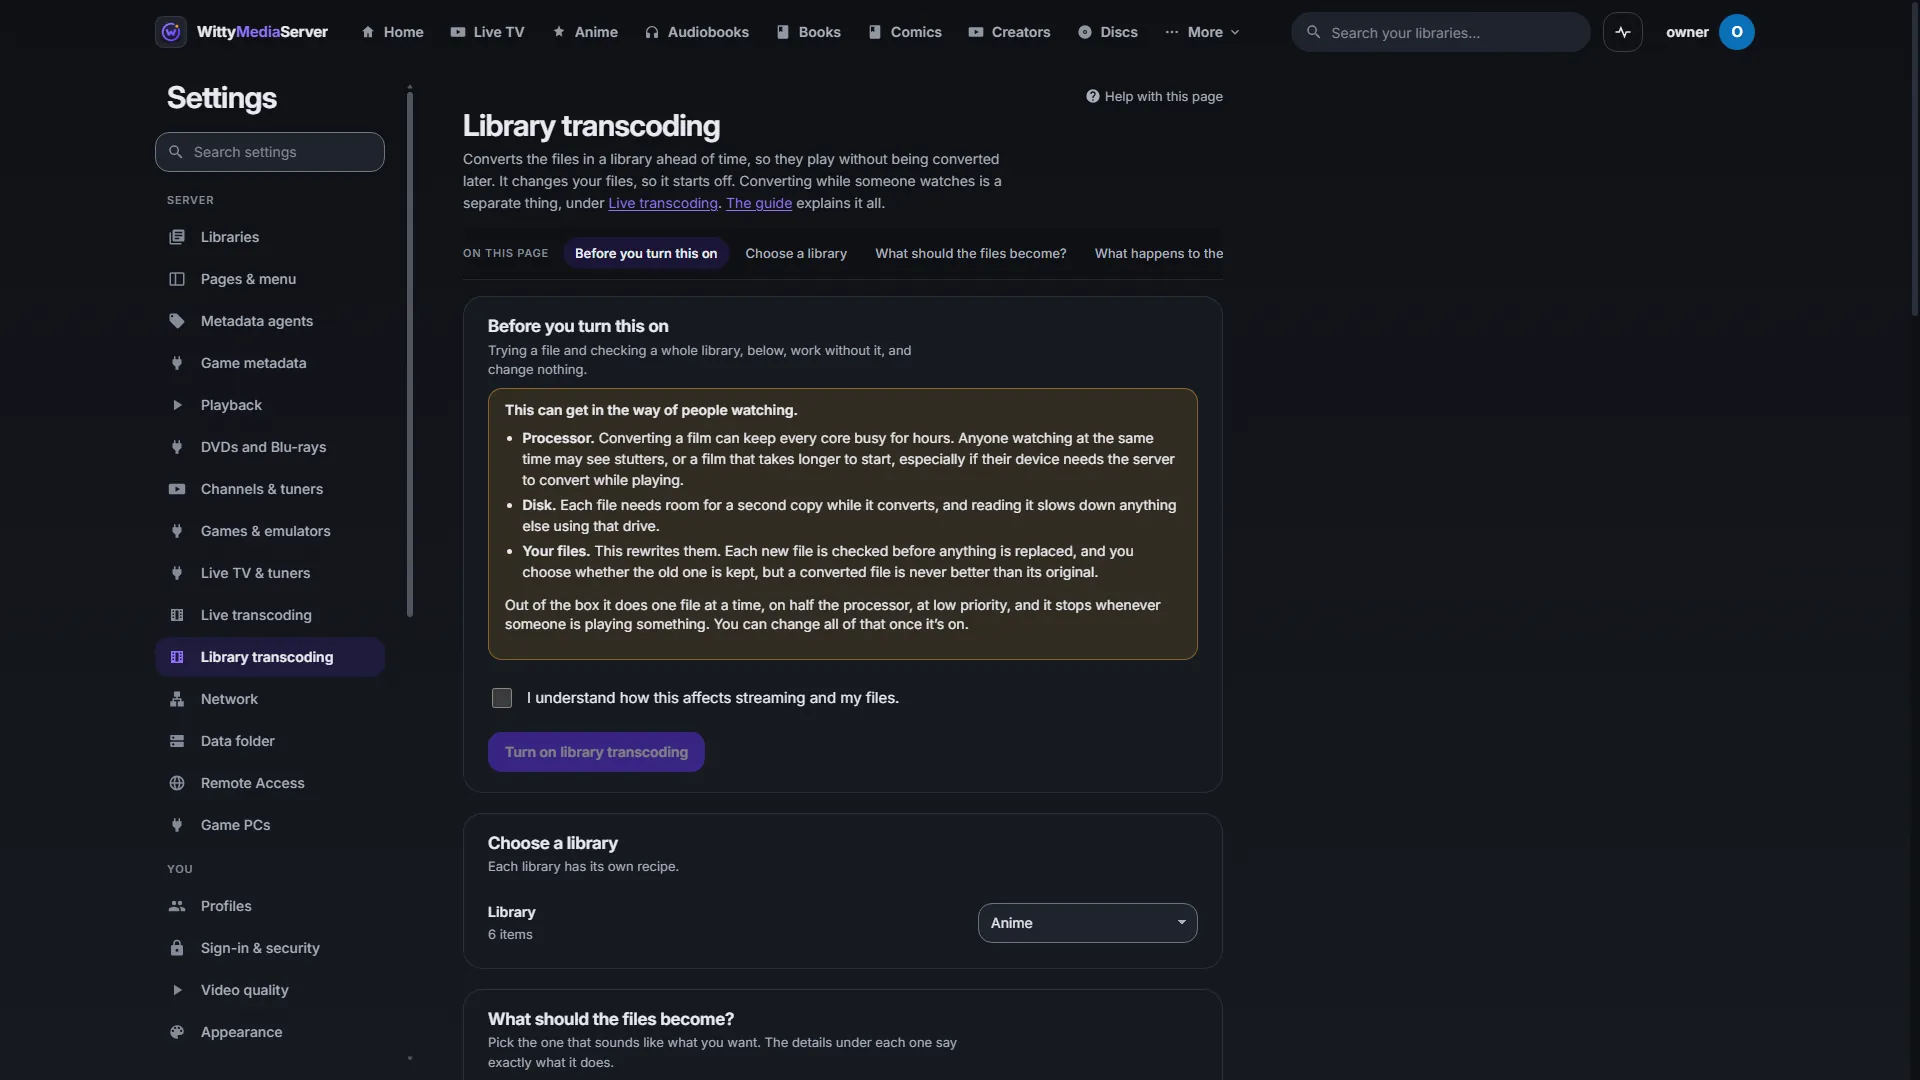 WittyMediaServer
Home
Live TV
Anime
Audiobooks
Books
Comics
Creators
Discs
More
Search your libraries...
owner
O
Settings
Search settings
SERVER
Libraries
Pages & menu
Metadata agents
Game metadata
Playback
DVDs and Blu-rays
Channels & tuners
Games & emulators
Live TV & tuners
Live transcoding
Library transcoding
Network
Data folder
Remote Access
Game PCs
YOU
Profiles
Sign-in & security
Video quality
Appearance
Help with this page
Library transcoding
Converts the files in a library ahead of time, so they play without being converted
later. It changes your files, so it starts off. Converting while someone watches is a
separate thing, under Live transcoding. The guide explains it all.
ON THIS PAGE
Before you turn this on
Choose a library
What should the files become?
What happens to the
Before you turn this on
Trying a file and checking a whole library, below, work without it, and
change nothing.
This can get in the way of people watching.
• Processor. Converting a film can keep every core busy for hours. Anyone watching at the same
time may see stutters, or a film that takes longer to start, especially if their device needs the server
to convert while playing.
• Disk. Each file needs room for a second copy while it converts, and reading it slows down anything
else using that drive.
• Your files. This rewrites them. Each new file is checked before anything is replaced, and you
choose whether the old one is kept, but a converted file is never better than its original.
Out of the box it does one file at a time, on half the processor, at low priority, and it stops whenever
someone is playing something. You can change all of that once it’s on.
I understand how this affects streaming and my files.
Turn on library transcoding
Choose a library
Each library has its own recipe.
Library
6 items
Anime
What should the files become?
Pick the one that sounds like what you want. The details under each one say
exactly what it does.